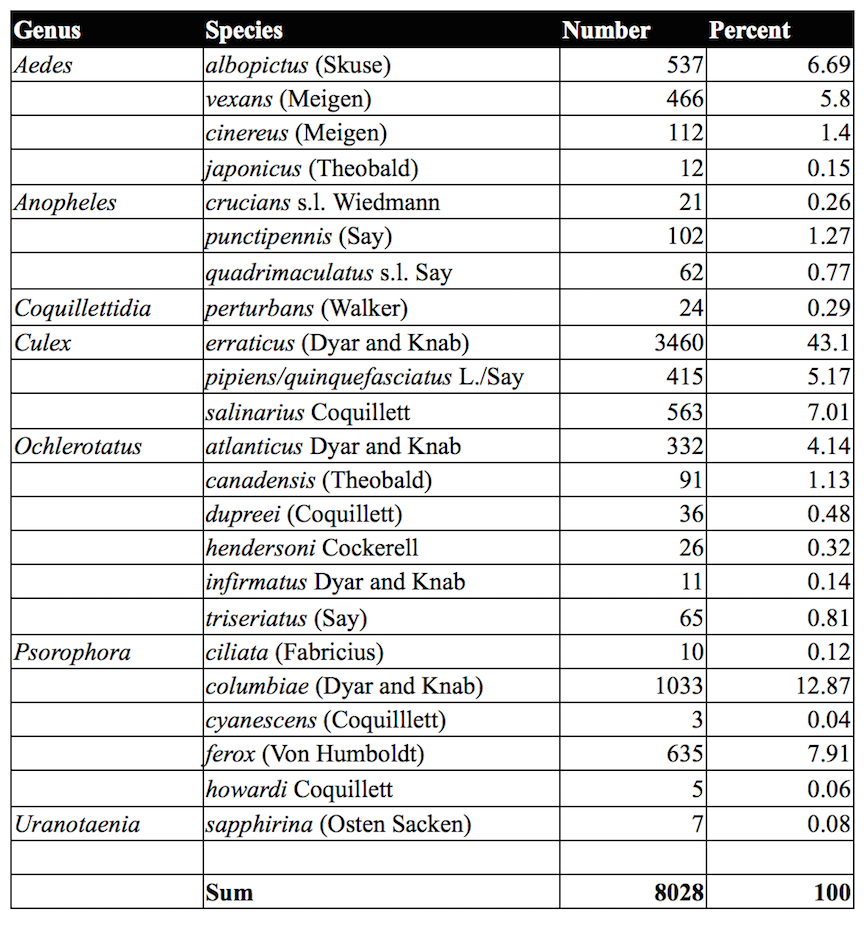 Genus Species Number Percent
Aedes albopictus (Skuse) 537 6.69
vexans (Meigen) 466 5.8
cinereus (Meigen) 112 1.4
japonicus (Theobald) 12 0.15
Anopheles crucians s.l. Wiedmann 21 0.26
punctipennis (Say) 102 1.27
quadrimaculatus s.l. Say 62 0.77
Coquillettidia perturbans (Walker) 24 0.29
Culex erraticus (Dyar and Knab) 3460 43.1
pipiens/quinquefasciatus L./Say 415 5.17
salinarius Coquillett 563 7.01
Ochlerotatus atlanticus Dyar and Knab 332 4.14
canadensis (Theobald) 91 1.13
dupreei (Coquillett) 36 0.48
hendersoni Cockerell 26 0.32
infirmatus Dyar and Knab 11 0.14
triseriatus (Say) 65 0.81
Psorophora ciliata (Fabricius) 10 0.12
columbiae (Dyar and Knab) 1033 12.87
cyanescens (Coquilllett) 3 0.04
ferox (Von Humboldt) 635 7.91
howardi Coquillett 5 0.06
Uranotaenia sapphirina (Osten Sacken) 7 0.08
Sum 8028 100